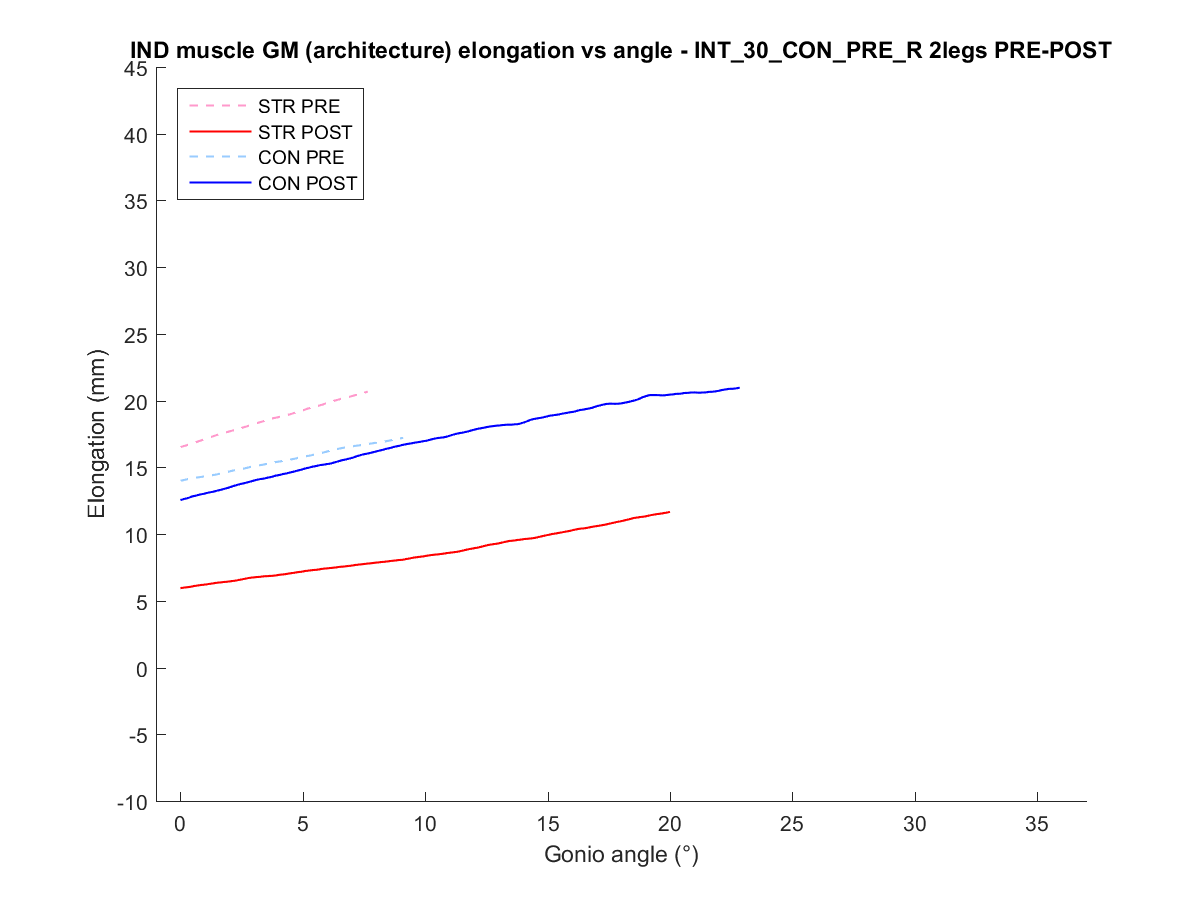 IND muscle GM (architecture) elongation vs angle - INT_30_CON_PRE_R 2legs PRE-POST
45
40
35
30
25
20
15
10
5
0
-5
-10
STR PRE
STR POST
CON PRE
CON POST
Elongation (mm)
0 5 10 15 20 25 30 35
Gonio angle (°)